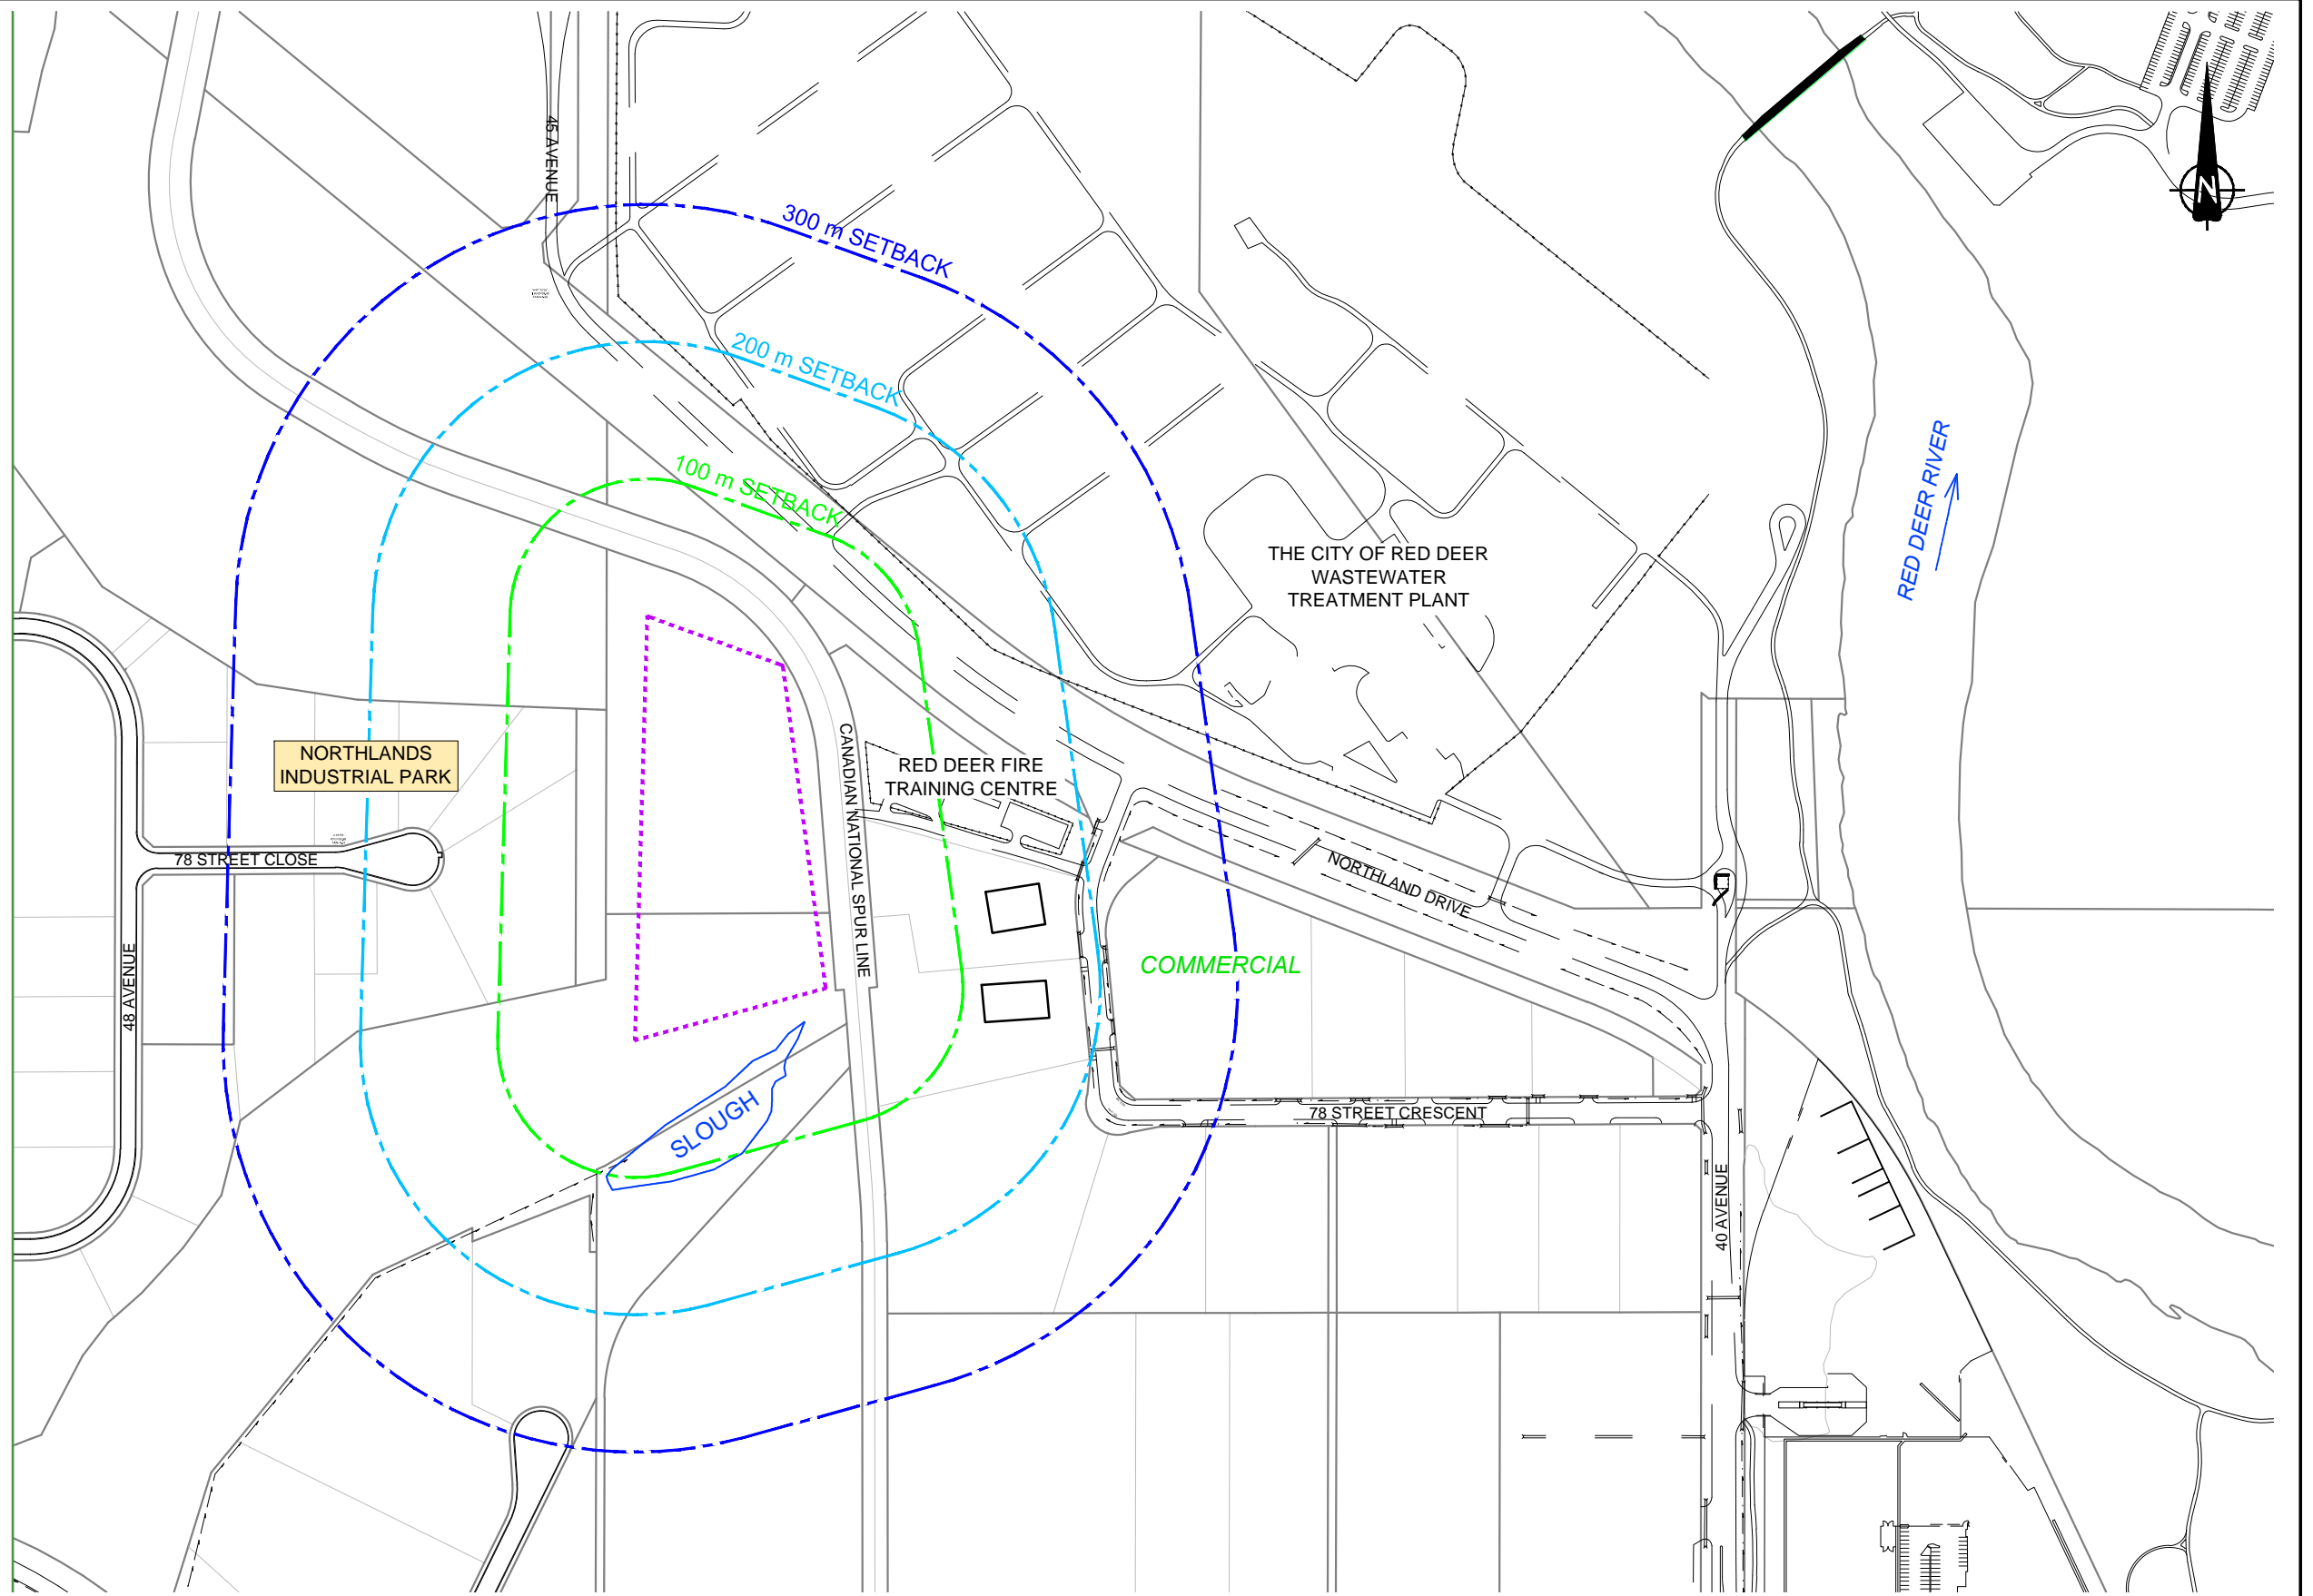 45 AVENUE
N
300 m SETBACK
200 m SETBACK
100 m SETBACK
RED DEER RIVER
THE CITY OF RED DEER
WASTEWATER
TREATMENT PLANT
NORTHLANDS
INDUSTRIAL PARK
CANADIAN NATIONAL SPUR LINE
RED DEER FIRE
TRAINING CENTRE
78 STREET CLOSE
NORTHLAND DRIVE
48 AVENUE
COMMERCIAL
SLOUGH
78 STREET CRESCENT
40 AVENUE